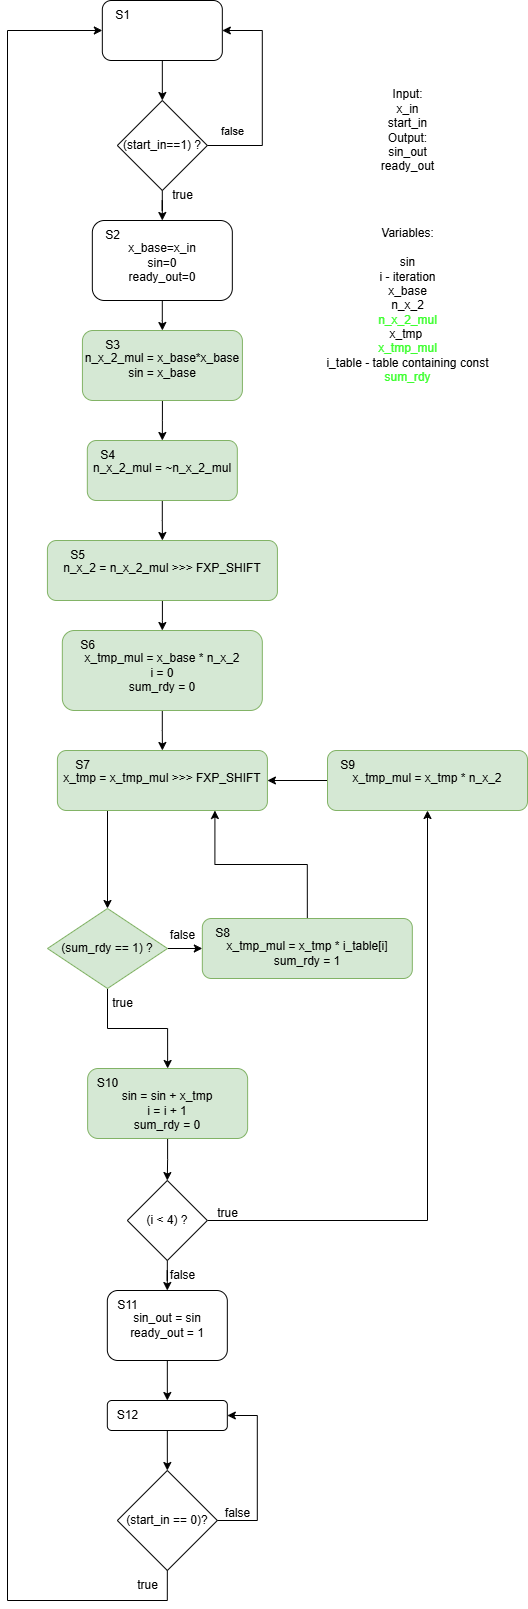 S1
(start_in==1) ?
false
true
Input:
x_in
start_in
Output:
sin_out
ready_out
Variables:
sin
i - iteration
x_base
n_x_2
n_x_2_mul
x_tmp
x_tmp_mul
i_table - table containing const
sum_rdy
S2
x_base=x_in
sin=0
ready_out=0
S3
n_x_2_mul = x_base*x_base
sin = x_base
S4
n_x_2_mul = ~n_x_2_mul
S5
n_x_2 = n_x_2_mul >>> FXP_SHIFT
S6
x_tmp_mul = x_base * n_x_2
i = 0
sum_rdy = 0
S7
x_tmp = x_tmp_mul >>> FXP_SHIFT
S9
x_tmp_mul = x_tmp * n_x_2
(sum_rdy == 1) ?
false
true
S8
x_tmp_mul = x_tmp * i_table[i]
sum_rdy = 1
S10
sin = sin + x_tmp
i = i + 1
sum_rdy = 0
(i < 4) ?
true
false
S11
sin_out = sin
ready_out = 1
S12
(start_in == 0)?
false
true